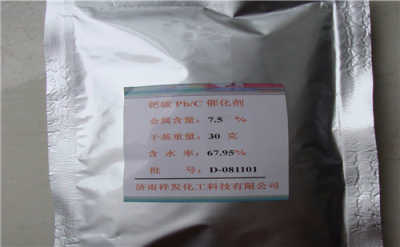 钯碳 Pb/C 催化剂
金属含量：7.5 %
干基重量：30 克
含 水 率：67.95%
批 号：D-081101
济南祥发化工科技有限公司